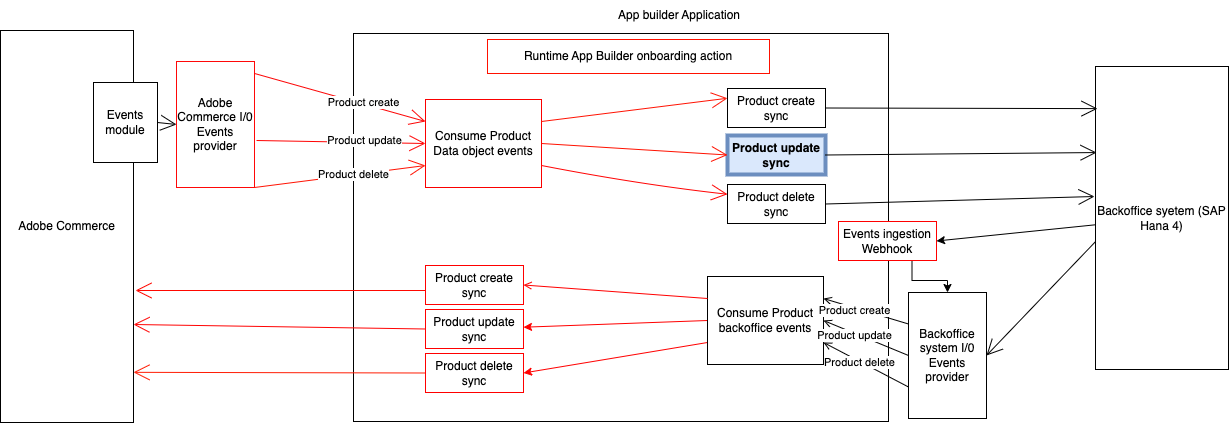 App builder Application
Runtime App Builder onboarding action
Events
module
Adobe
Commerce I/0
Events
provider
Product create
Product update
Product delete
Consume Product
Data object events
Product create
sync
Product update
sync
Product delete
sync
Adobe Commerce
Backoffice syetem (SAP
Hana 4)
Events ingestion
Webhook
Product create
sync
Product update
sync
Product delete
sync
Consume Product
backoffice events
Product create
Product update
Product delete
Backoffice
system I/0
Events
provider